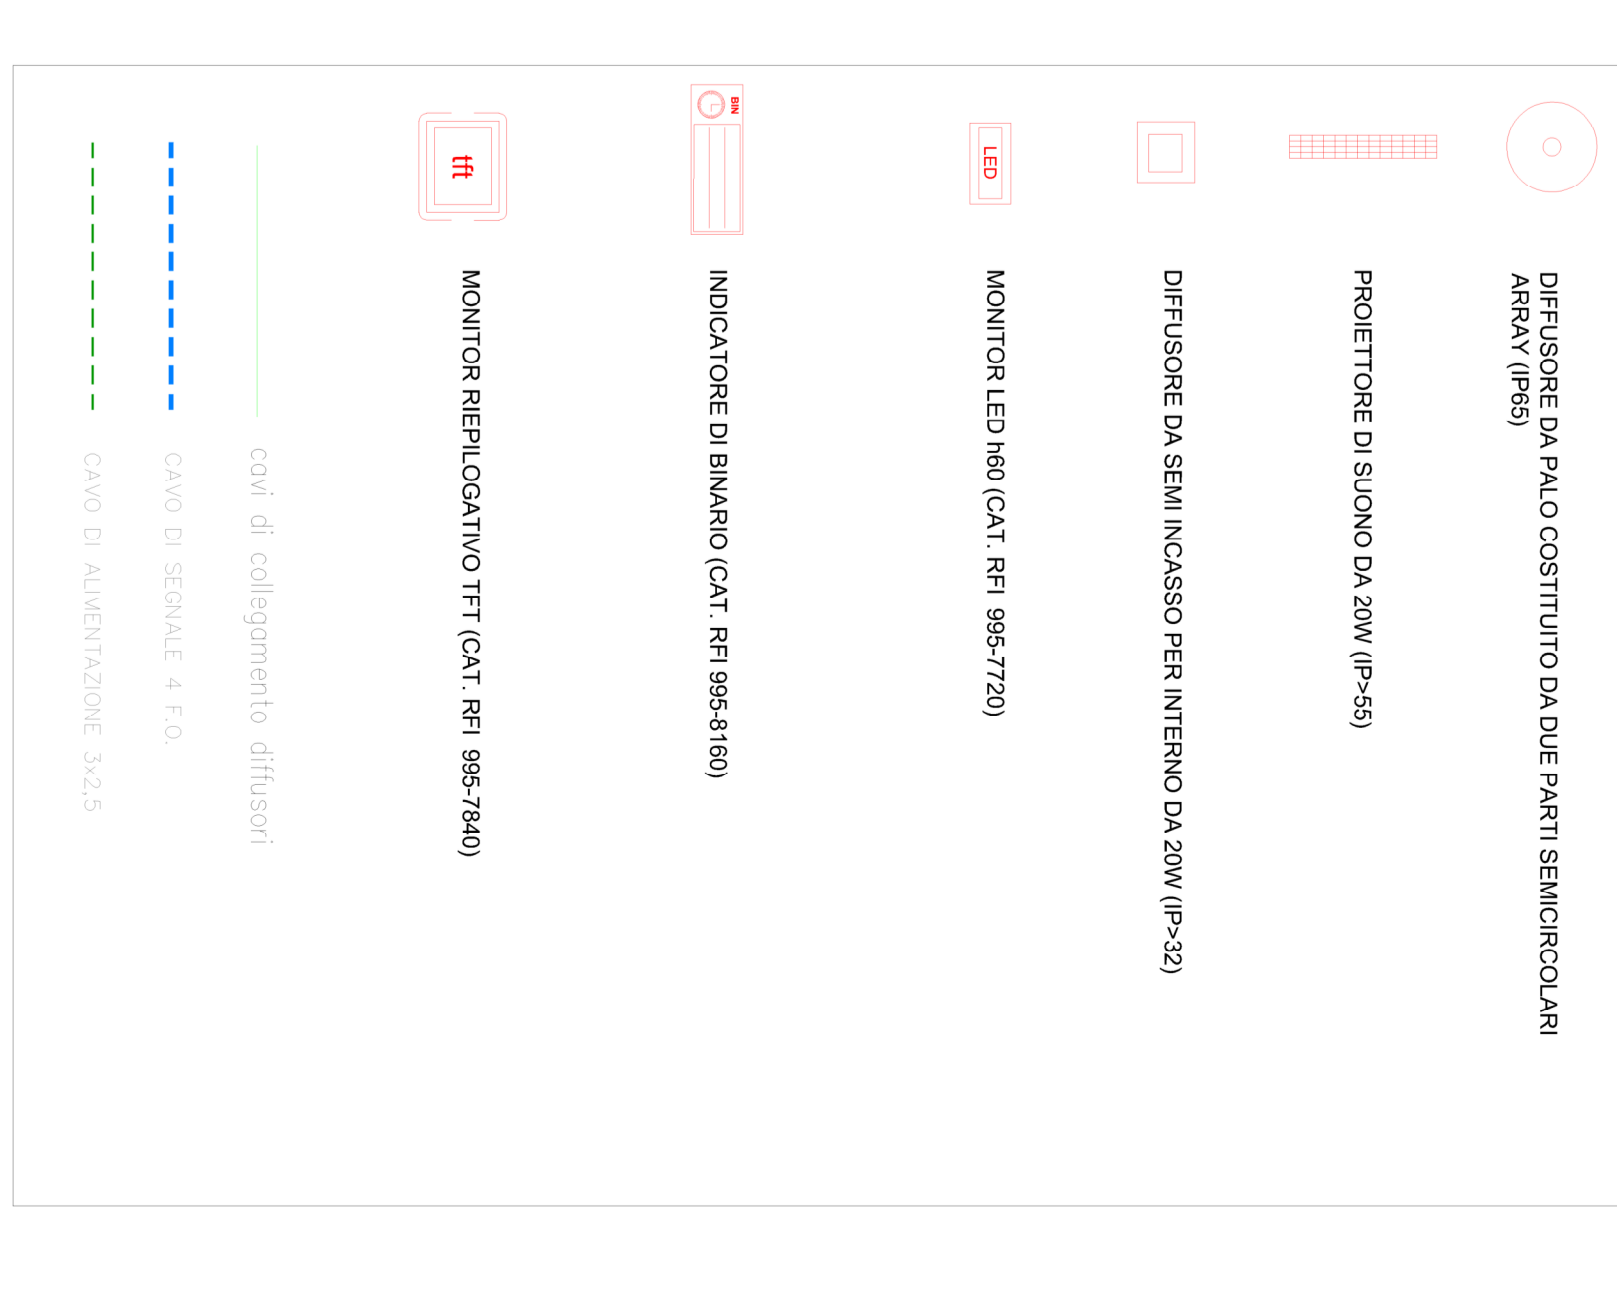 DIFFUSORE DA PALO COSTITUITO DA DUE PARTI SEMICIRCOLARI
ARRAY (IP65)
PROIETTORE DI SUONO DA 20W (IP>55)
DIFFUSORE DA SEMI INCASSO PER INTERNO DA 20W (IP>32)
LED
MONITOR LED h60 (CAT. RFI 995-7720)
BIN
INDICATORE DI BINARIO (CAT. RFI 995-8160)
tft
MONITOR RIEPILOGATIVO TFT (CAT. RFI 995-7840)
cavi di collegamento diffusori
CAVO DI SEGNALE 4 F.O.
CAVO DI ALIMENTAZIONE 3x2,5